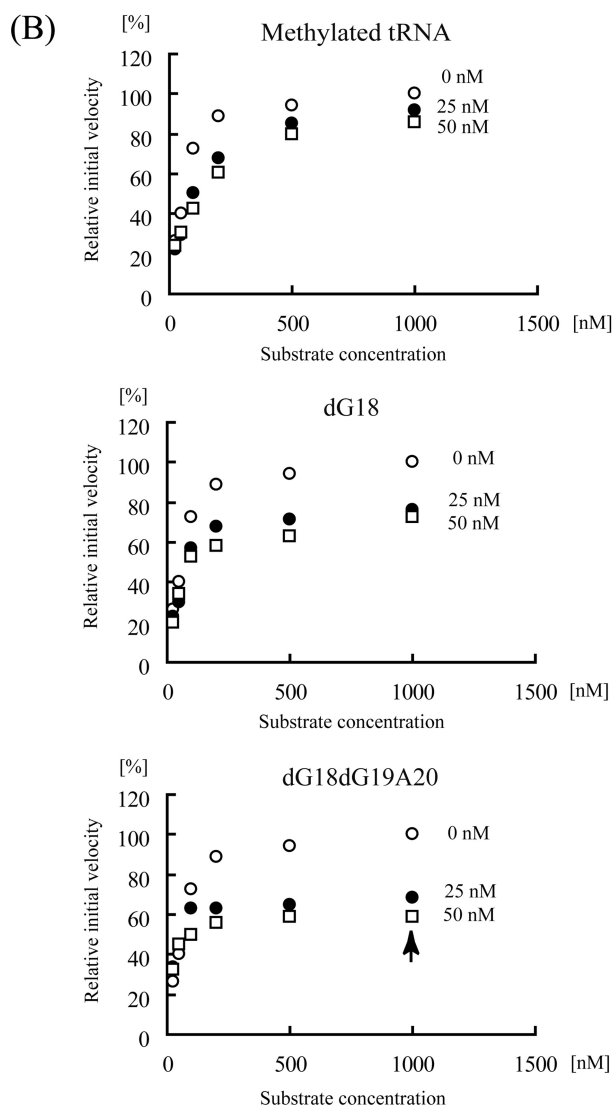 (B)
[%]
Methylated tRNA
Relative initial velocity
120
100
80
60
40
20
0
0 nM
25 nM
50 nM
0 500 1000 1500 [nM]
Substrate concentration
[%]
dG18
Relative initial velocity
120
100
80
60
40
20
0
0 nM
25 nM
50 nM
0 500 1000 1500 [nM]
Substrate concentration
[%]
dG18dG19A20
Relative initial velocity
120
100
80
60
40
20
0
0 nM
25 nM
50 nM
0 500 1000 1500 [nM]
Substrate concentration